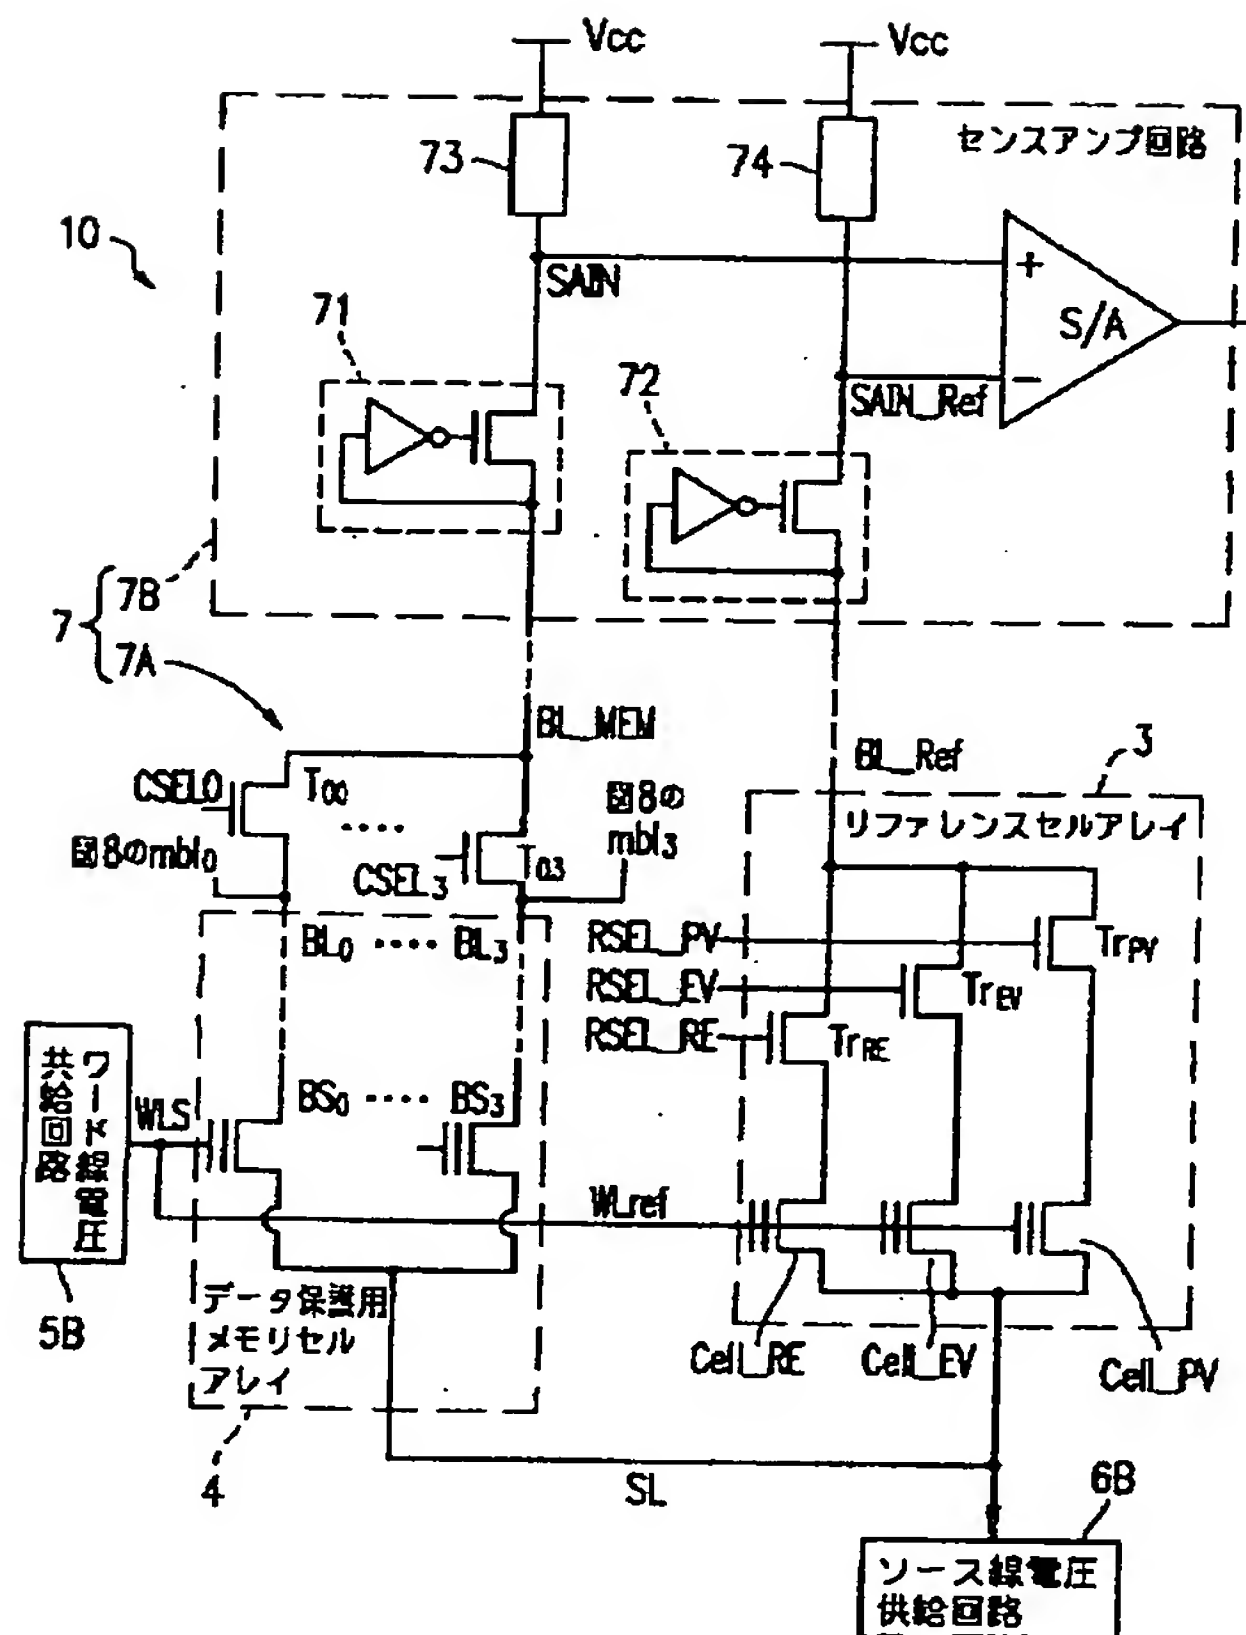 Vcc
Vcc
センスアンプ回路
73
74
10
SAIN
+
S/A
71
72
−
SAIN_Ref
7B
7
7A
BL_MEM
BL_Ref
3
CSEL0
T00
図8の
mbl3
リファレンスセルアレイ
図8のmbl0
....
CSEL3
T03
BL0 .... BL3
RSEL_PV
TrPV
RSEL_EV
TrEV
RSEL_RE
TrRE
ワード線電圧
供給回路
WLS
BS0 .... BS3
WLref
5B
データ保護用
メモリセル
アレイ
Cell_RE
Cell_EV
Cell_PV
4
SL
6B
ソース線電圧
供給回路